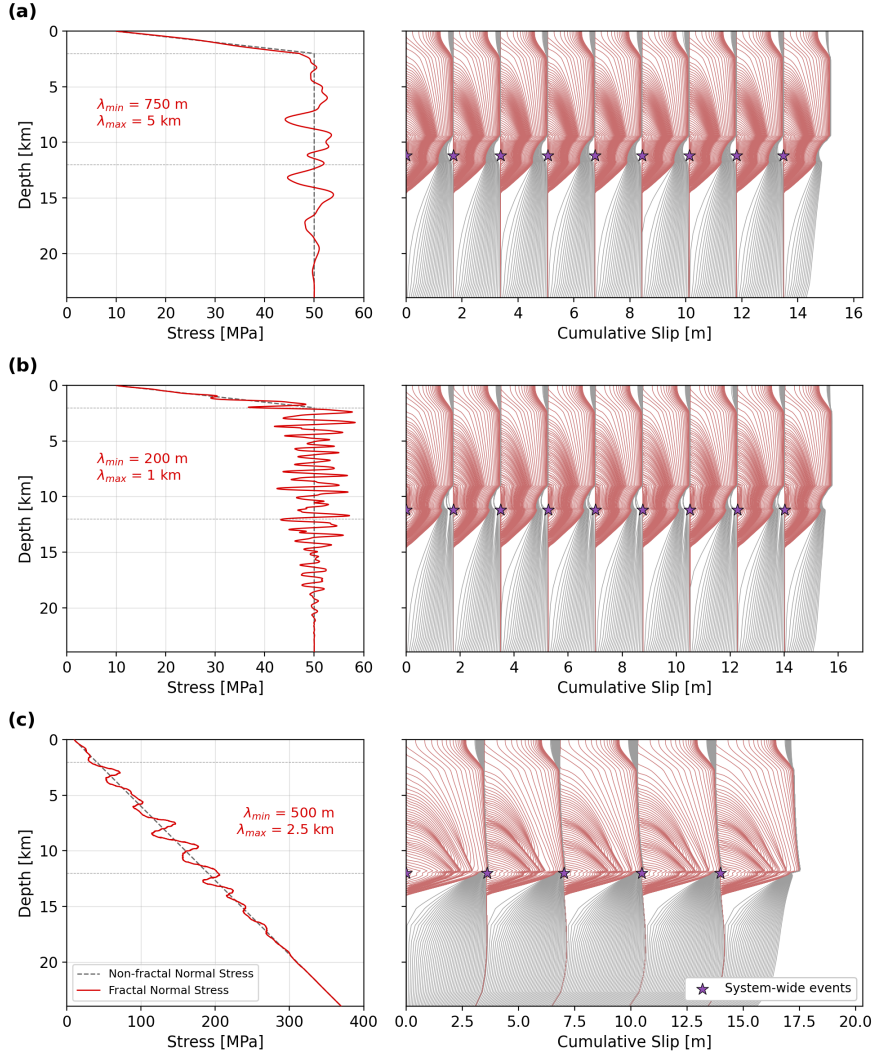 (a)
0
5
10
15
20
Depth [km]
λmin = 750 m
λmax = 5 km
0 10 20 30 40 50 60
Stress [MPa]
0 2 4 6 8 10 12 14 16
Cumulative Slip [m]
(b)
0
5
10
15
20
Depth [km]
λmin = 200 m
λmax = 1 km
0 10 20 30 40 50 60
Stress [MPa]
0 2 4 6 8 10 12 14 16
Cumulative Slip [m]
(c)
0
5
10
15
20
Depth [km]
λmin = 500 m
λmax = 2.5 km
Non-fractal Normal Stress
Fractal Normal Stress
0 100 200 300 400
Stress [MPa]
System-wide events
0.0 2.5 5.0 7.5 10.0 12.5 15.0 17.5 20.0
Cumulative Slip [m]